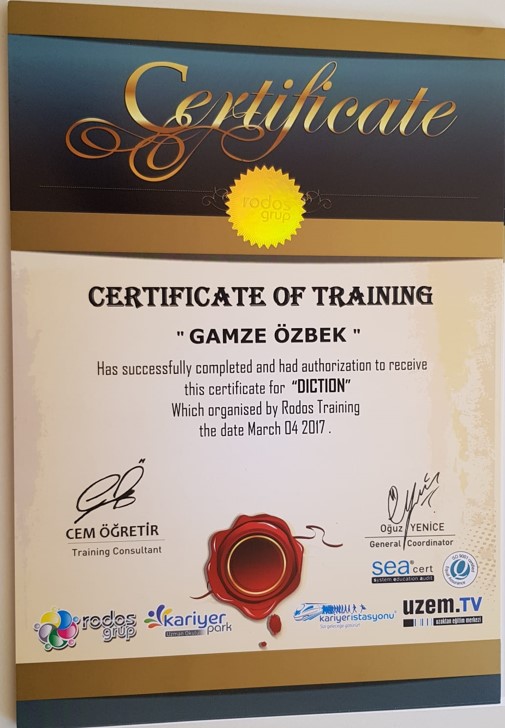 Certificate
rodos
grup
CERTIFICATE OF TRAINING
" GAMZE ÖZBEK "
Has successfully completed and had authorization to receive
this certificate for “DICTION”
Which organised by Rodos Training
the date March 04 2017 .
CEM ÖĞRETİR
Training Consultant
Oğuz YENİCE
General Coordinator
sea cert
system education audit
rodos
grup
kariyer
park
Uzman Okulu
kariyeristasyonu
uzem.TV
uzaktan eğitim merkezi